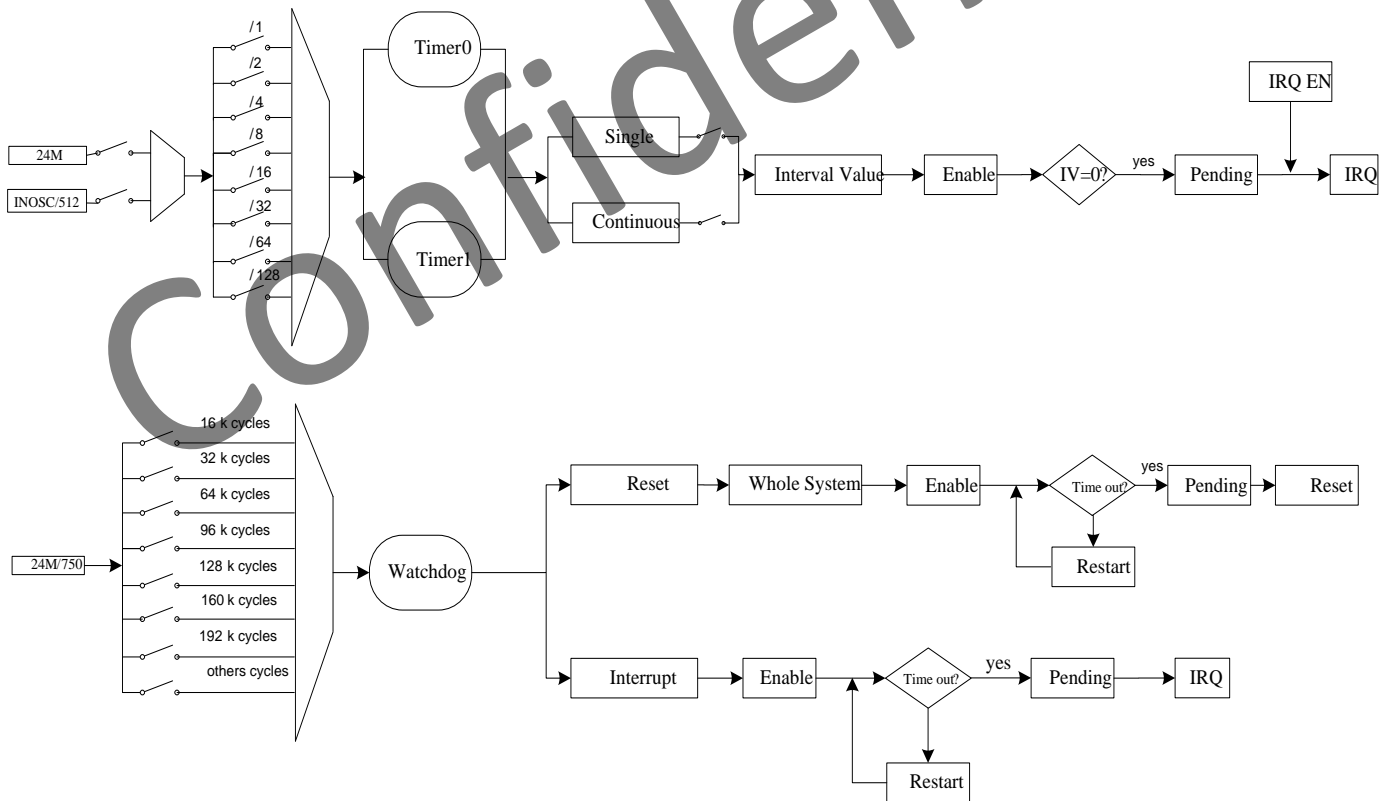 /1
/2
/4
/8
/16
/32
/64
/128
24M
INOSC/512
Timer0
Timer1
Single
Continuous
Interval Value
Enable
IV=0?
yes
Pending
IRQ EN
IRQ
Confiden
16 k cycles
32 k cycles
64 k cycles
96 k cycles
128 k cycles
160 k cycles
192 k cycles
others cycles
24M/750
Watchdog
Reset
Whole System
Enable
Time out?
yes
Pending
Reset
Restart
Interrupt
Enable
Time out?
yes
Pending
IRQ
Restart